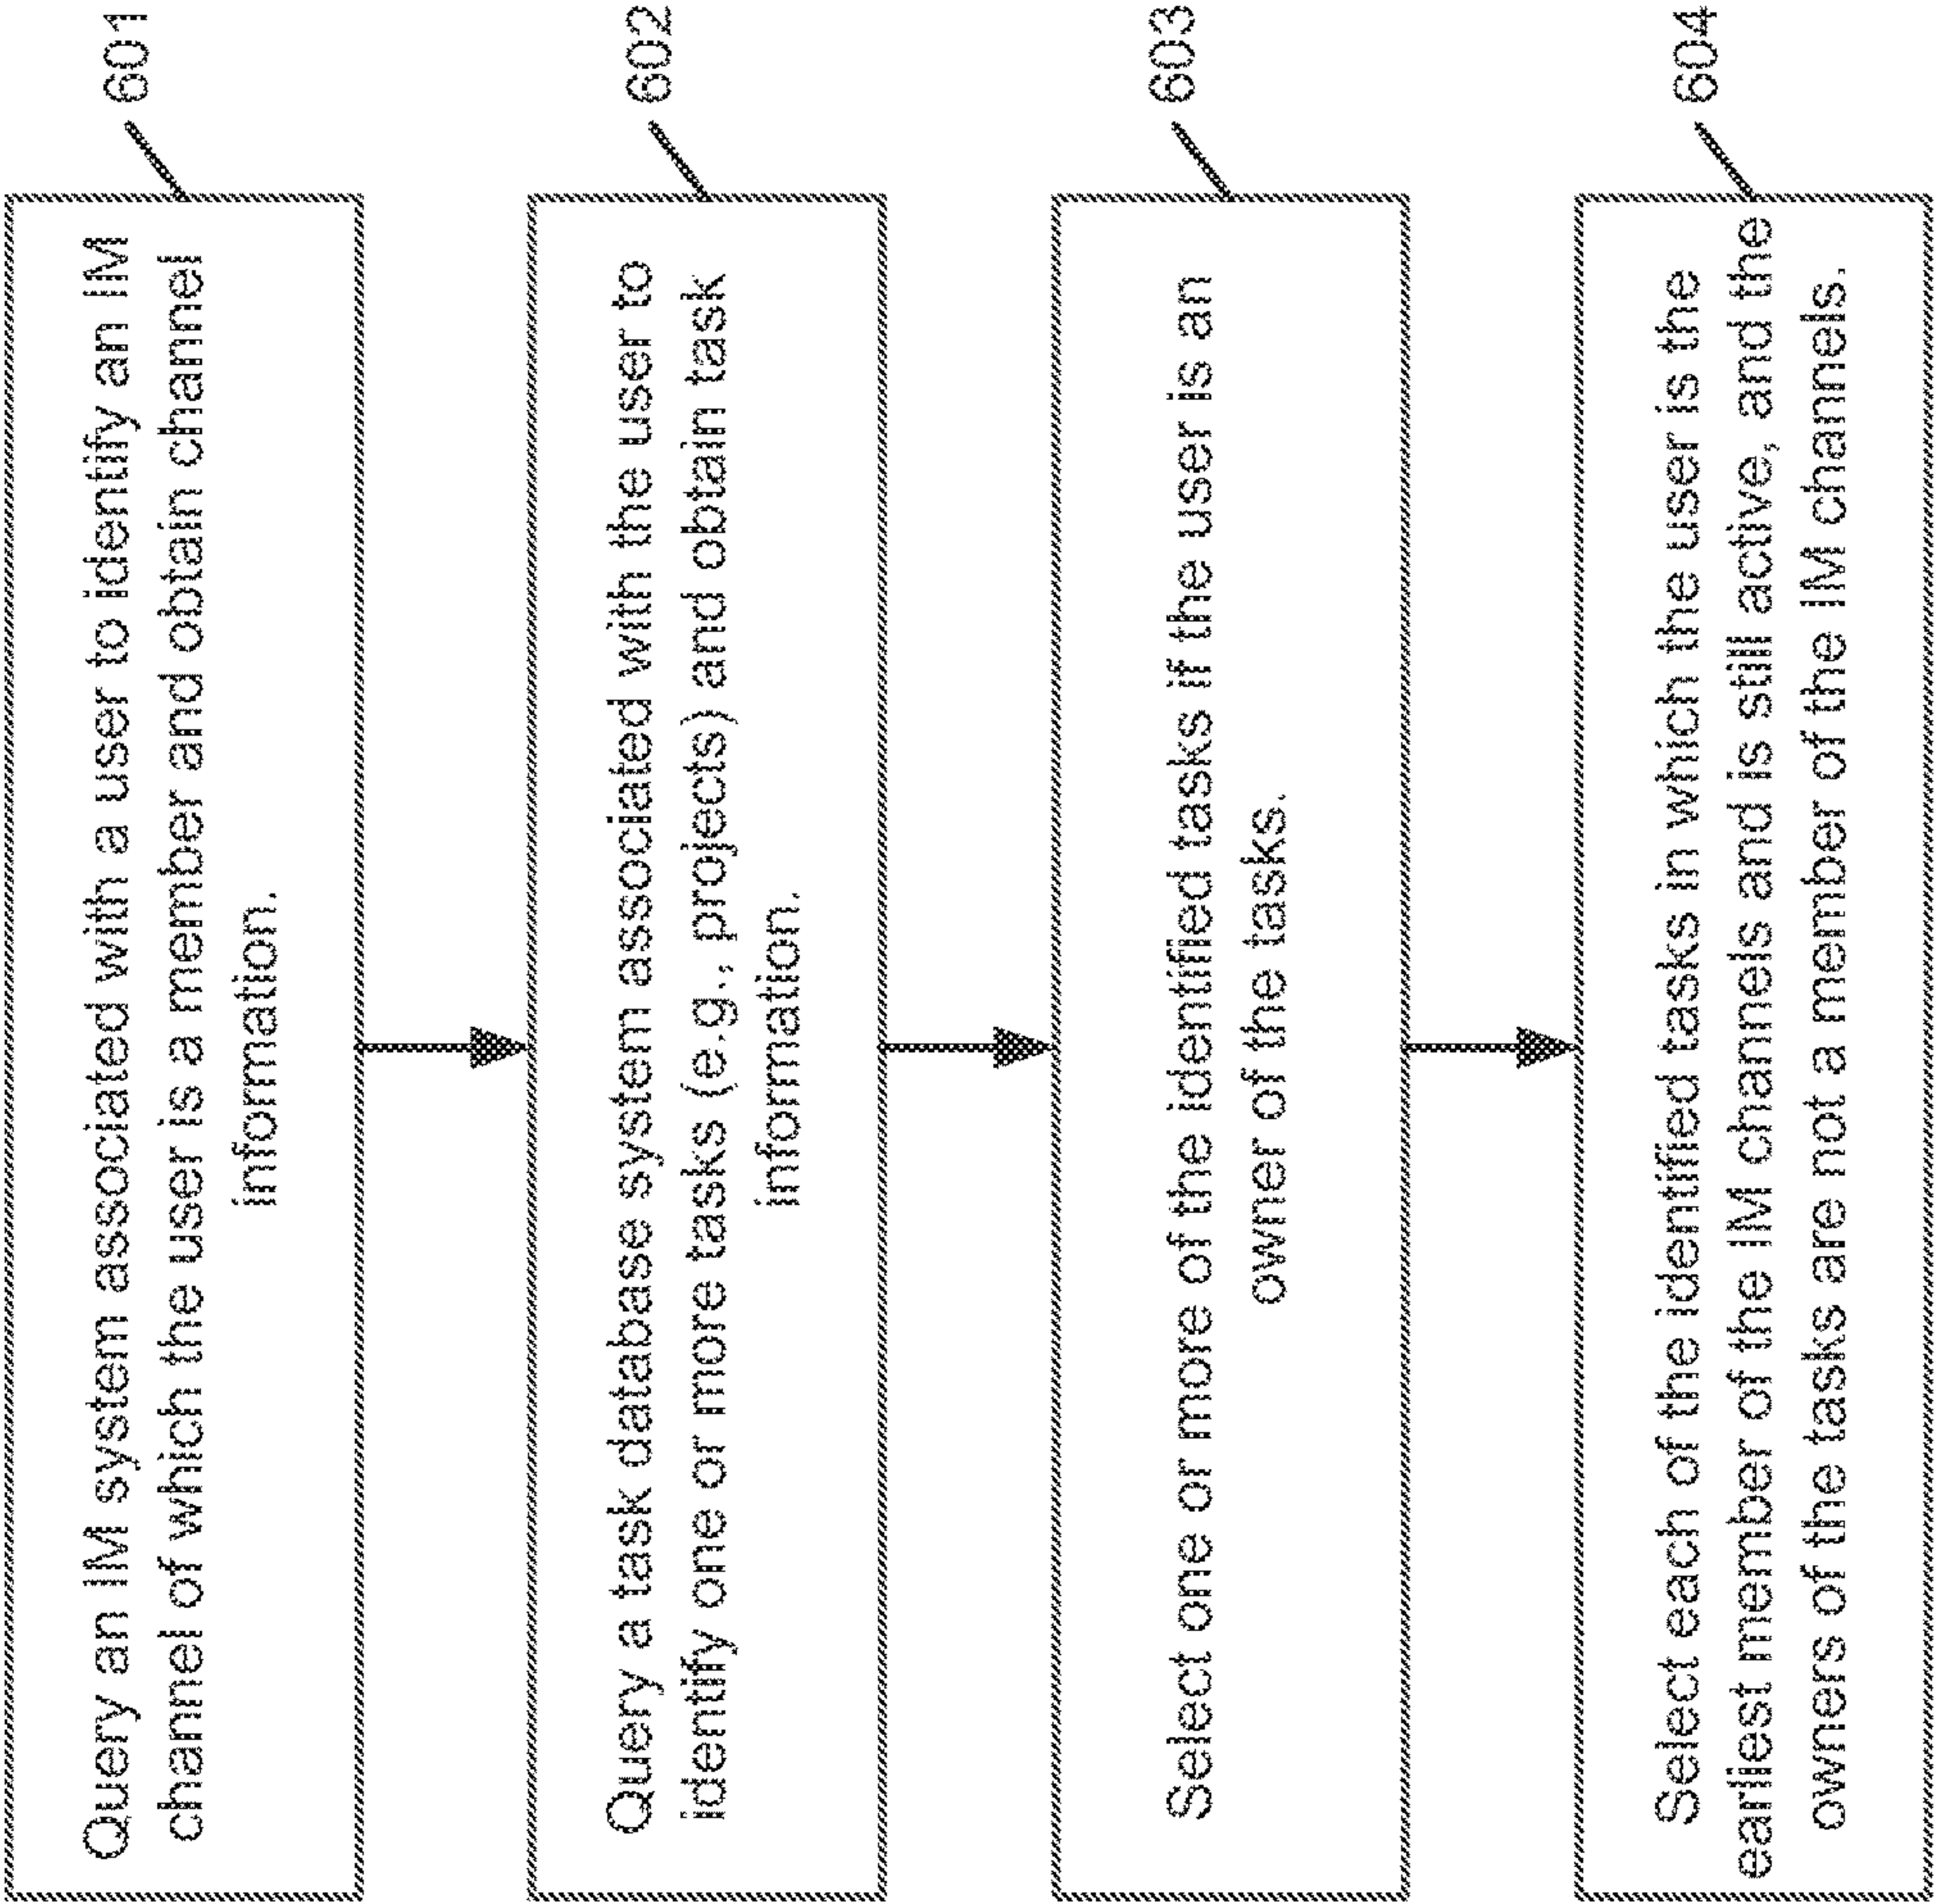 601
Query an IM system associated with a user to identify an IM
channel of which the user is a member and obtain channel
information.
602
Query a task database system associated with the user to
identify one or more tasks (e.g., projects) and obtain task
information.
603
Select one or more of the identified tasks if the user is an
owner of the tasks.
604
Select each of the identified tasks in which the user is the
earliest member of the IM channels and is still active, and the
owners of the tasks are not a member of the IM channels.